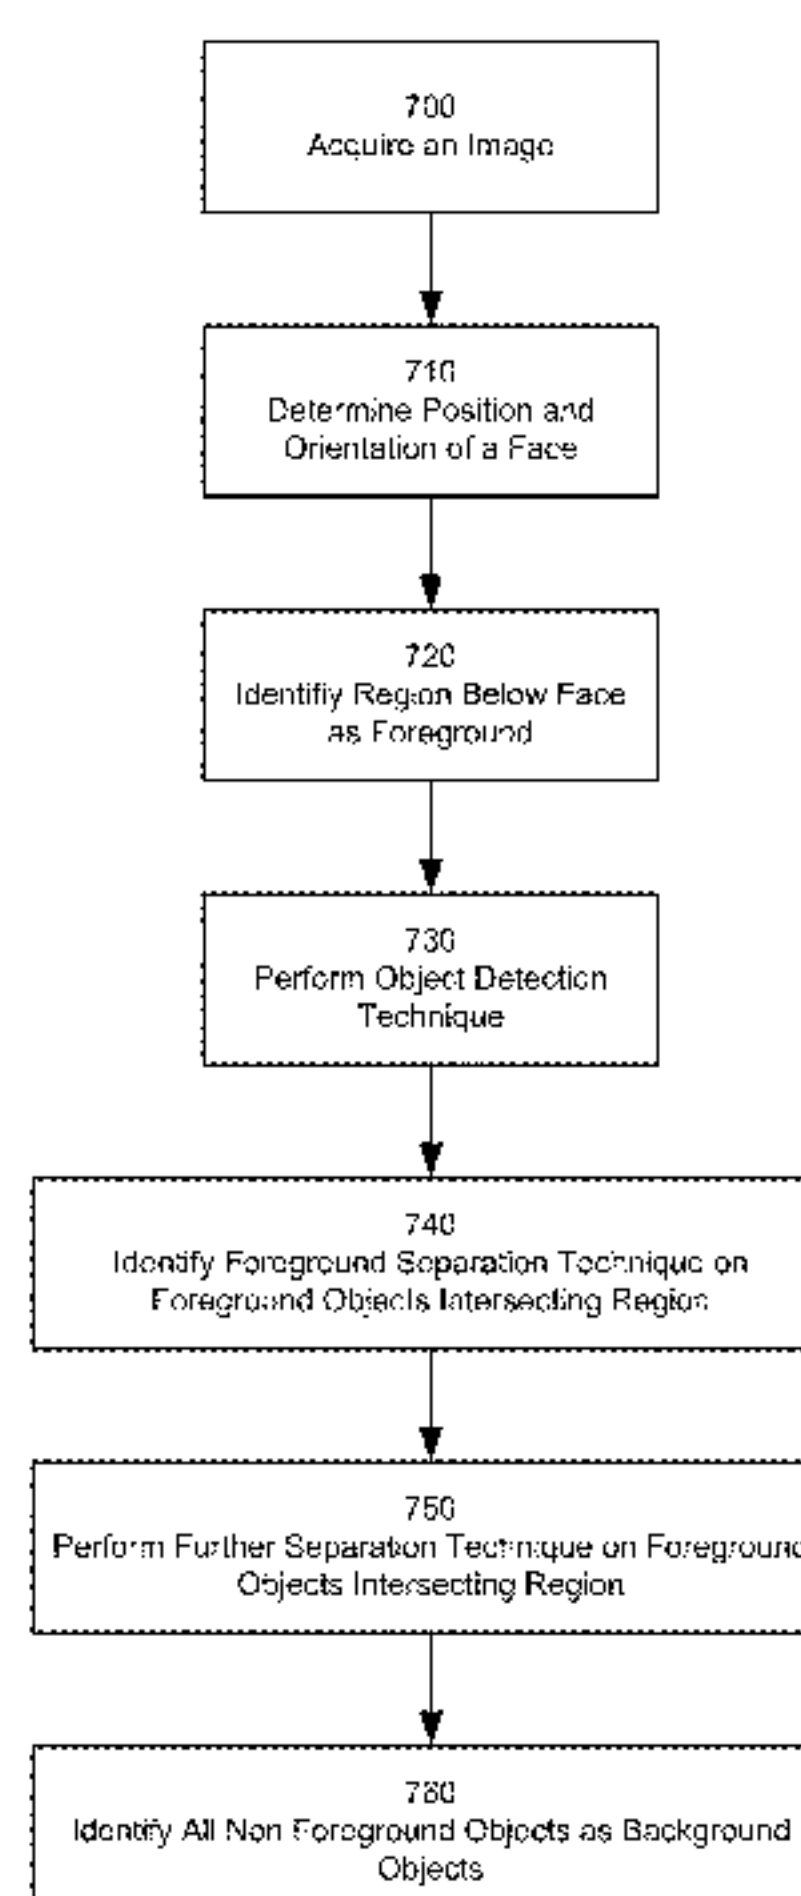 700
Acquire an Image
710
Determine Position and
Orientation of a Face
720
Identifiy Region Below Face
as Foreground
730
Perform Object Detection
Technique
740
Identify Foreground Separation Technique on
Foreground Objects Intersecting Region
750
Perform Further Separation Technique on Foreground
Objects Intersecting Region
760
Identify All Non Foreground Objects as Background
Objects